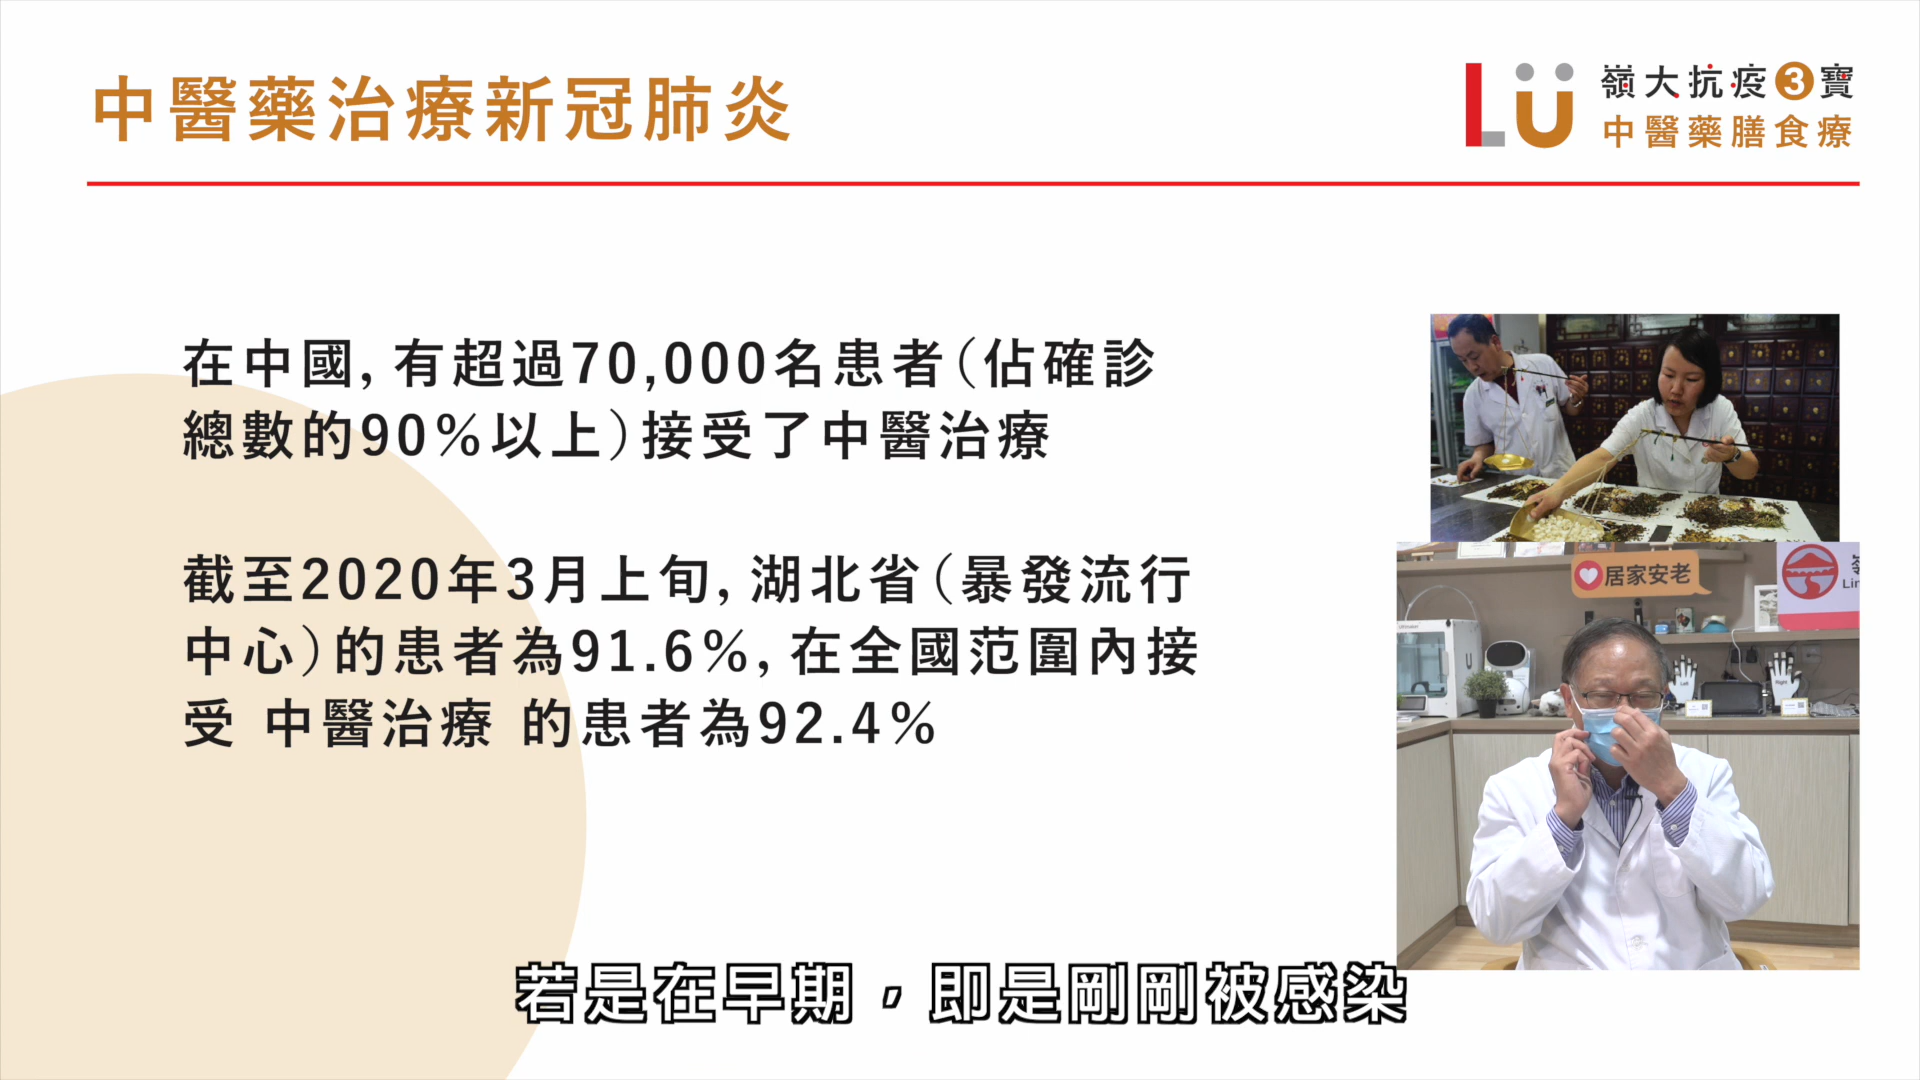 中醫藥治療新冠肺炎
LU
嶺大抗疫3寶
中醫藥膳食療
在中國,有超過70,000名患者(佔確診
總數的90%以上)接受了中醫治療
截至2020年3月上旬,湖北省(暴發流行
中心)的患者為91.6%,在全國范圍內接
受 中醫治療 的患者為92.4%
居家安老
Left
Right
若是在早期，即是剛剛被感染